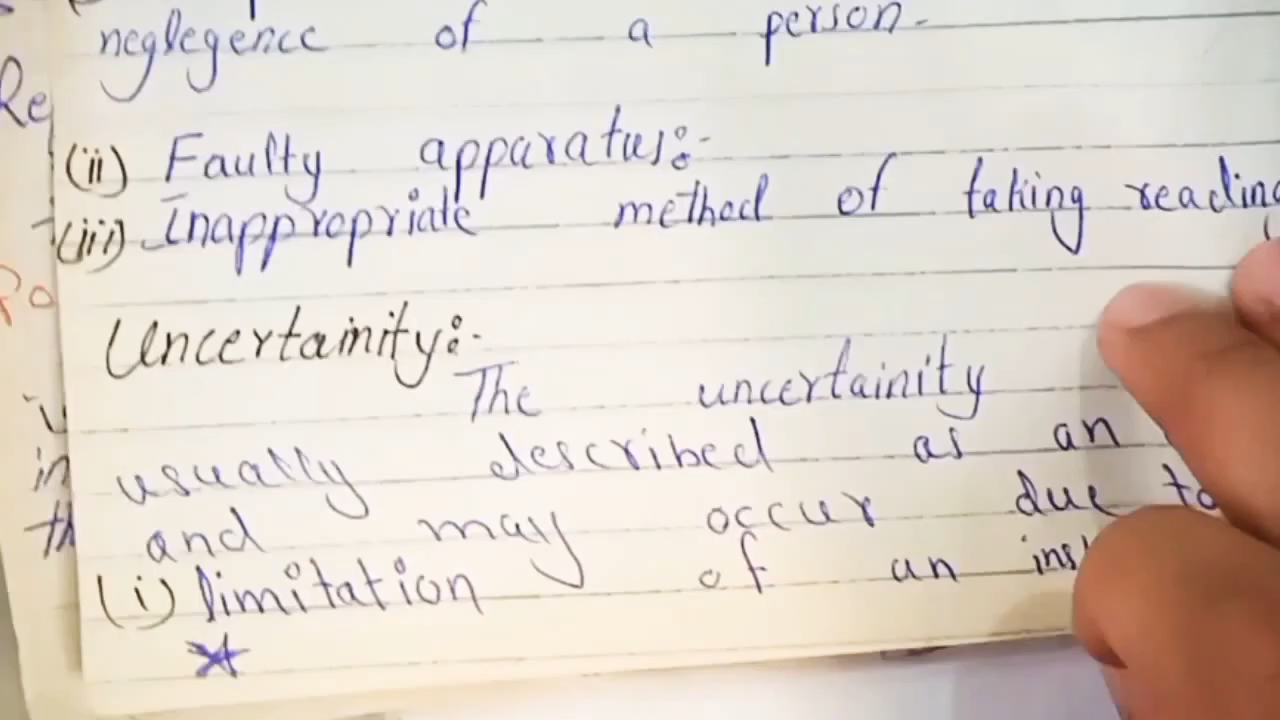 neglegence of a person.
(ii) Faulty apparatus:-
(iii) Inappropriate method of taking reading
Uncertainity:-
The uncertainity
usually described as an
and may occur due to
(i) limitation of an